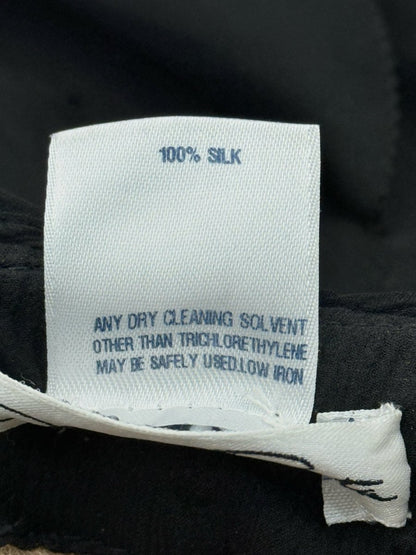 100% SILK
ANY DRY CLEANING SOLVENT
OTHER THAN TRICHLORETHYLENE
MAY BE SAFELY USED.LOW IRON